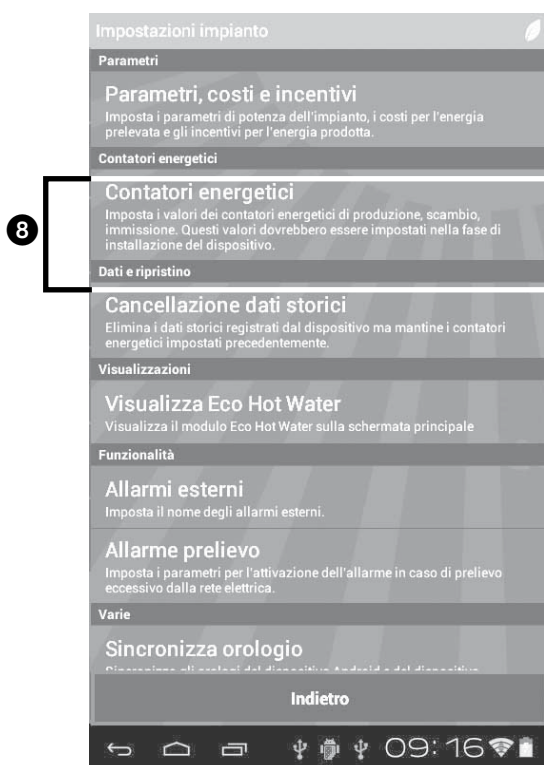 Impostazioni impianto
Parametri
Parametri, costi e incentivi
Imposta i parametri di potenza dell'impianto, i costi per l'energia
prelevata e gli incentivi per l'energia prodotta.
Contatori energetici
Contatori energetici
Imposta i valori dei contatori energetici di produzione, scambio,
immissione. Questi valori dovrebbero essere impostati nella fase di
installazione del dispositivo.
8
Dati e ripristino
Cancellazione dati storici
Elimina i dati storici registrati dal dispositivo ma mantine i contatori
energetici impostati precedentemente.
Visualizzazioni
Visualizza Eco Hot Water
Visualizza il modulo Eco Hot Water sulla schermata principale
Funzionalità
Allarmi esterni
Imposta il nome degli allarmi esterni.
Allarme prelievo
Imposta i parametri per l'attivazione dell'allarme in caso di prelievo
eccessivo dalla rete elettrica.
Varie
Sincronizza orologio
Indietro
09:16